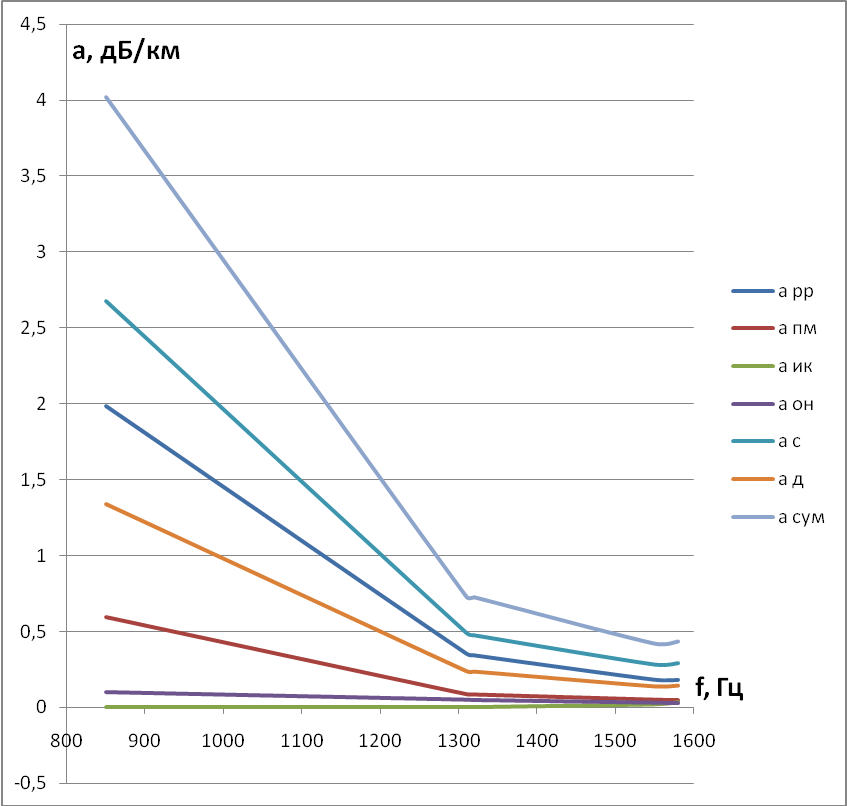 4,5
а, дБ/км
4
3,5
3
2,5
2
1,5
1
0,5
0
-0,5
800 900 1000 1100 1200 1300 1400 1500 1600
f, Гц
а рр
а пм
а ик
а он
а с
а д
а сум